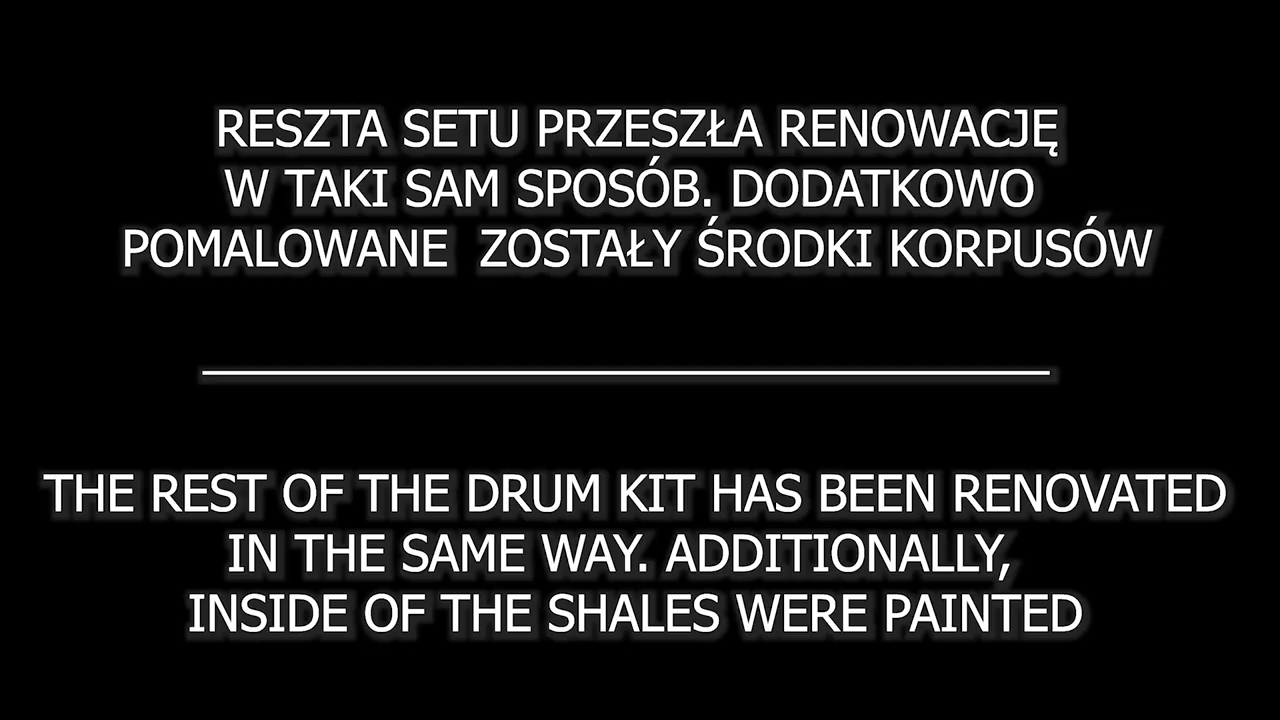 RESZTA SETU PRZESZŁA RENOWACJĘ
W TAKI SAM SPOSÓB. DODATKOWO
POMALOWANE ZOSTAŁY ŚRODKI KORPUSÓW
THE REST OF THE DRUM KIT HAS BEEN RENOVATED
IN THE SAME WAY. ADDITIONALLY,
INSIDE OF THE SHALES WERE PAINTED